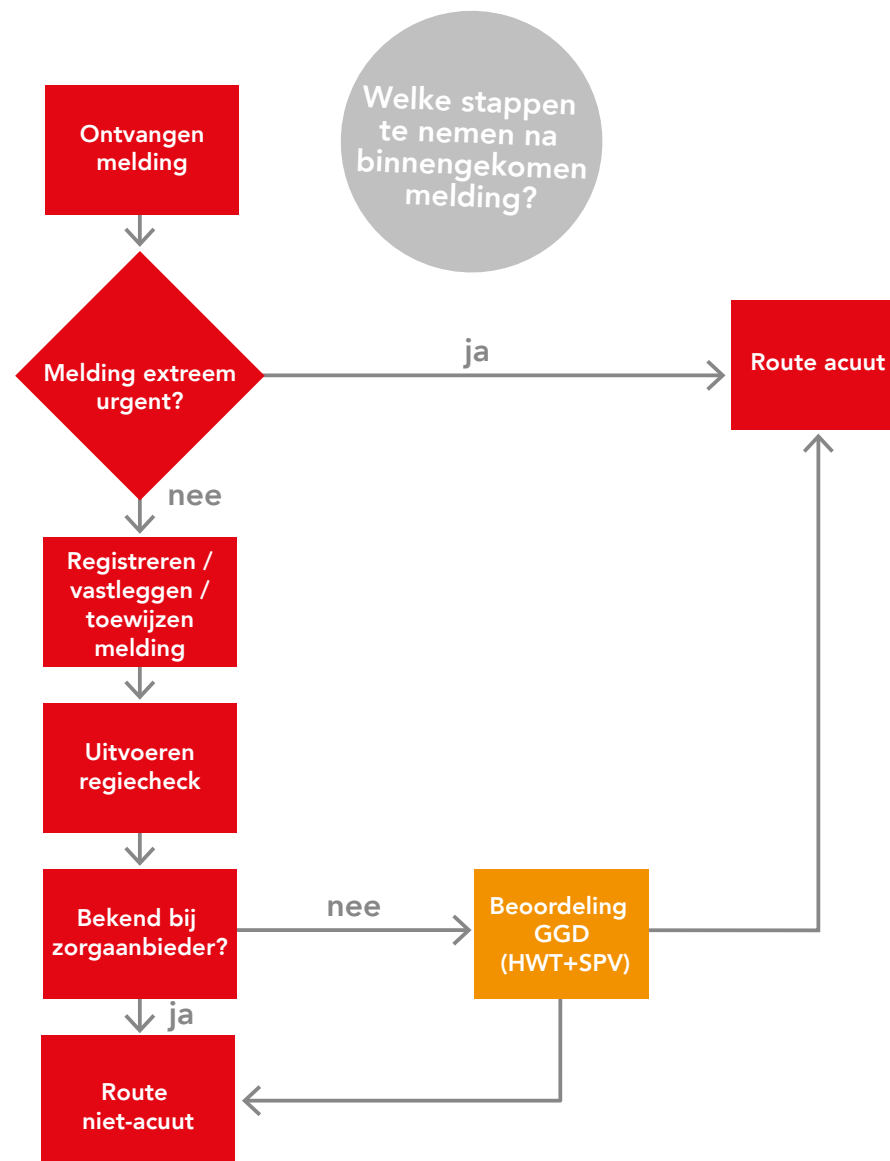 Welke stappen
te nemen na
binnengekomen
melding?
Ontvangen
melding
Melding extreem
urgent?
ja
Route acuut
nee
Registreren /
vastleggen /
toewijzen
melding
Uitvoeren
regiecheck
Bekend bij
zorgaanbieder?
nee
Beoordeling
GGD
(HWT+SPV)
ja
Route
niet-acuut